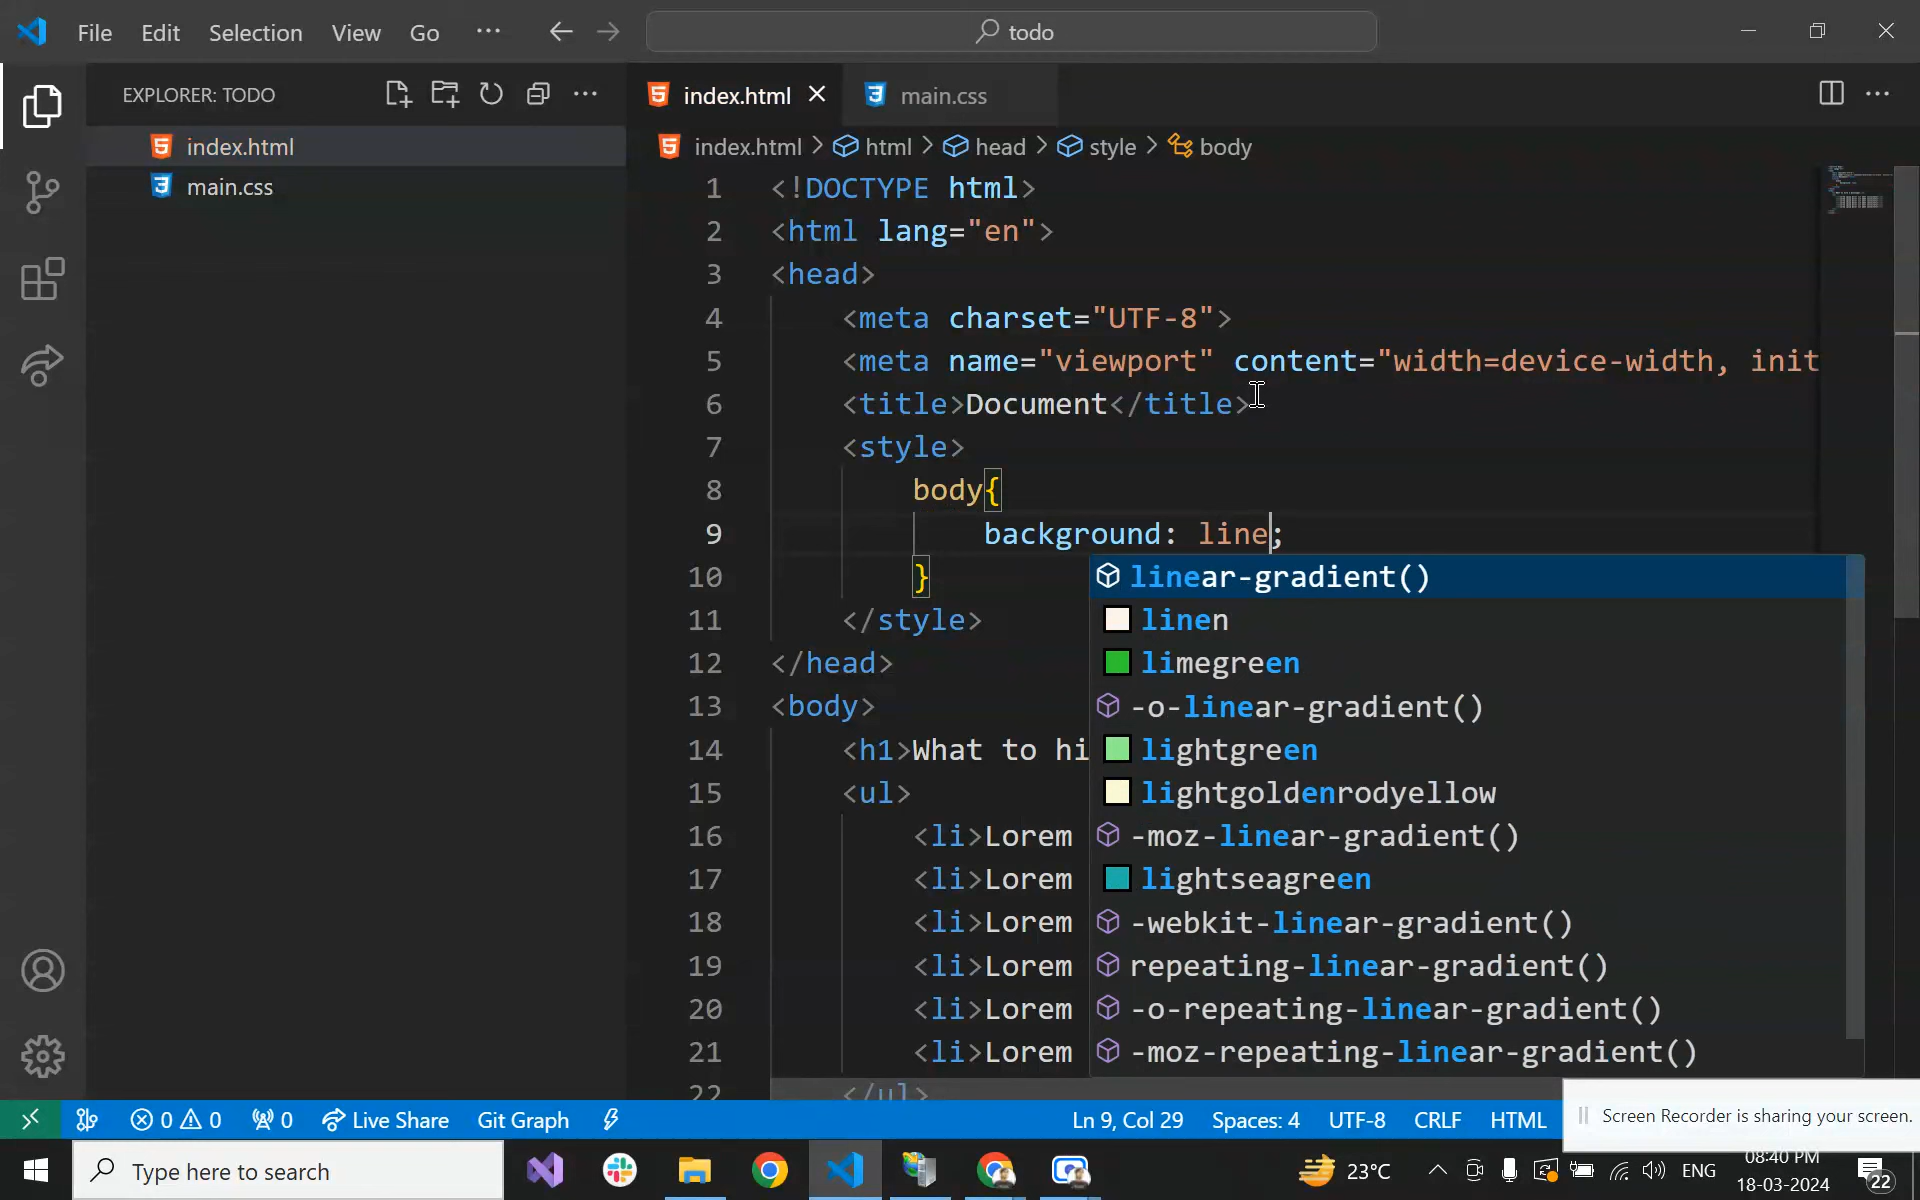 File Edit Selection View Go ··· todo
EXPLORER: TODO
index.html
main.css
index.html main.css
index.html > html > head > style > body
1 <!DOCTYPE html>
2 <html lang="en">
3 <head>
4 <meta charset="UTF-8">
5 <meta name="viewport" content="width=device-width, init
6 <title>Document</title>
7 <style>
8 body{
9 background: line;
10 }
11 </style>
12 </head>
13 <body>
14 <h1>What to hi
15 <ul>
16 <li>Lorem
17 <li>Lorem
18 <li>Lorem
19 <li>Lorem
20 <li>Lorem
21 <li>Lorem
22 </ul>
linear-gradient()
linen
limegreen
-o-linear-gradient()
lightgreen
lightgoldenrodyellow
-moz-linear-gradient()
lightseagreen
-webkit-linear-gradient()
repeating-linear-gradient()
-o-repeating-linear-gradient()
-moz-repeating-linear-gradient()
0 0 0 Live Share Git Graph Ln 9, Col 29 Spaces: 4 UTF-8 CRLF HTML
Screen Recorder is sharing your screen.
Type here to search 23°C ENG 08:40 PM
18-03-2024
22